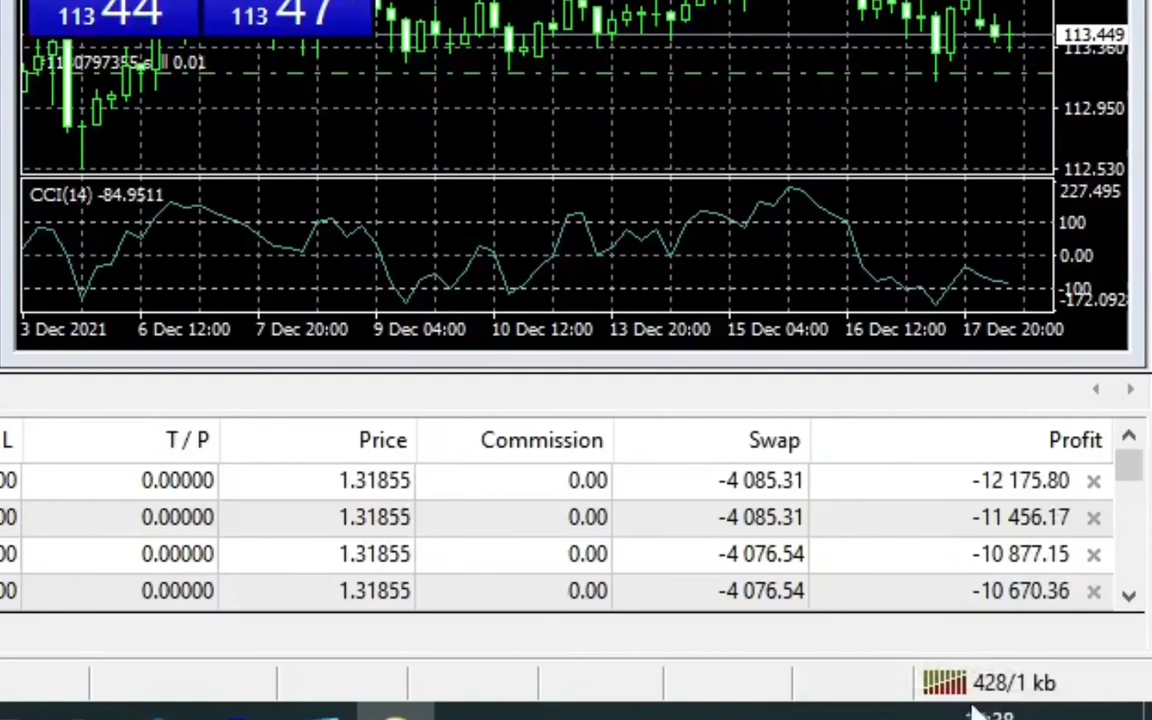 113 44 113 47
113.449
113.360
0.01
112.950
112.530
CCI(14) -84.9511
227.495
100
0.00
-100
-172.092
3 Dec 2021 6 Dec 12:00 7 Dec 20:00 9 Dec 04:00 10 Dec 12:00 13 Dec 20:00 15 Dec 04:00 16 Dec 12:00 17 Dec 20:00
L T / P Price Commission Swap Profit
00 0.00000 1.31855 0.00 -4 085.31 -12 175.80
00 0.00000 1.31855 0.00 -4 085.31 -11 456.17
00 0.00000 1.31855 0.00 -4 076.54 -10 877.15
00 0.00000 1.31855 0.00 -4 076.54 -10 670.36
428/1 kb